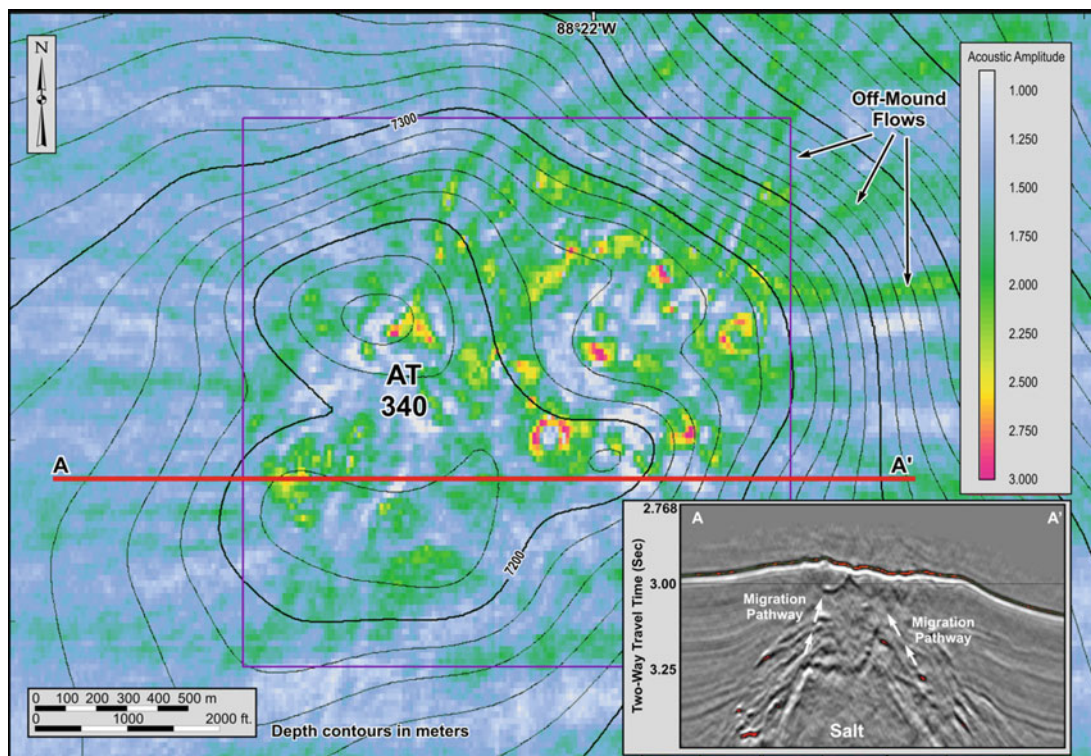 88°22'W
N
Acoustic Amplitude
1.000
1.250
1.500
1.750
2.000
2.250
2.500
2.750
3.000
Off-Mound
Flows
7300
AT
340
A
A'
7200
2.768
3.00
3.25
Two-Way Travel Time (Sec)
A
A'
Migration
Pathway
Migration
Pathway
Salt
0 100 200 300 400 500 m
0 1000 2000 ft.
Depth contours in meters